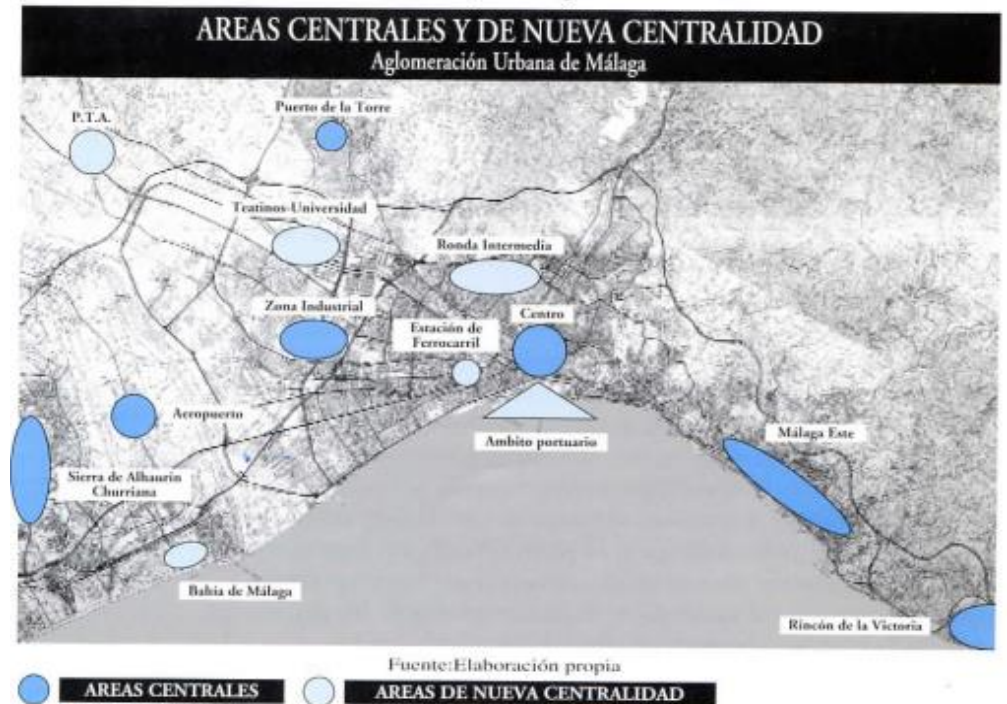 AREAS CENTRALES Y DE NUEVA CENTRALIDAD
Aglomeración Urbana de Málaga
Puerto de la Torre
P.T.A.
Teatinos-Universidad
Ronda Intermedia
Zona Industrial
Centro
Estación de
Ferrocarril
Aeropuerto
Ambito portuario
Málaga Este
Sierra de Alhaurín
Churriana
Bahia de Málaga
Rincón de la Victoria
Fuente:Elaboración propia
AREAS CENTRALES
AREAS DE NUEVA CENTRALIDAD